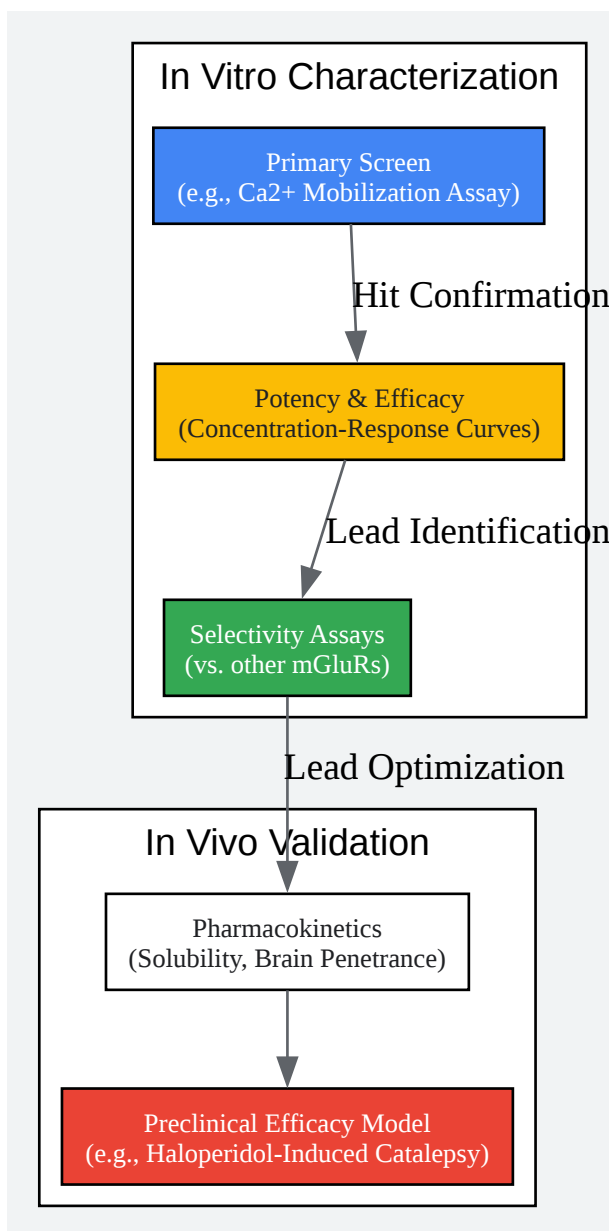 In Vitro Characterization
Primary Screen
(e.g., Ca2+ Mobilization Assay)
Hit Confirmation
Potency & Efficacy
(Concentration-Response Curves)
Lead Identification
Selectivity Assays
(vs. other mGluRs)
Lead Optimization
In Vivo Validation
Pharmacokinetics
(Solubility, Brain Penetrance)
Preclinical Efficacy Model
(e.g., Haloperidol-Induced Catalepsy)